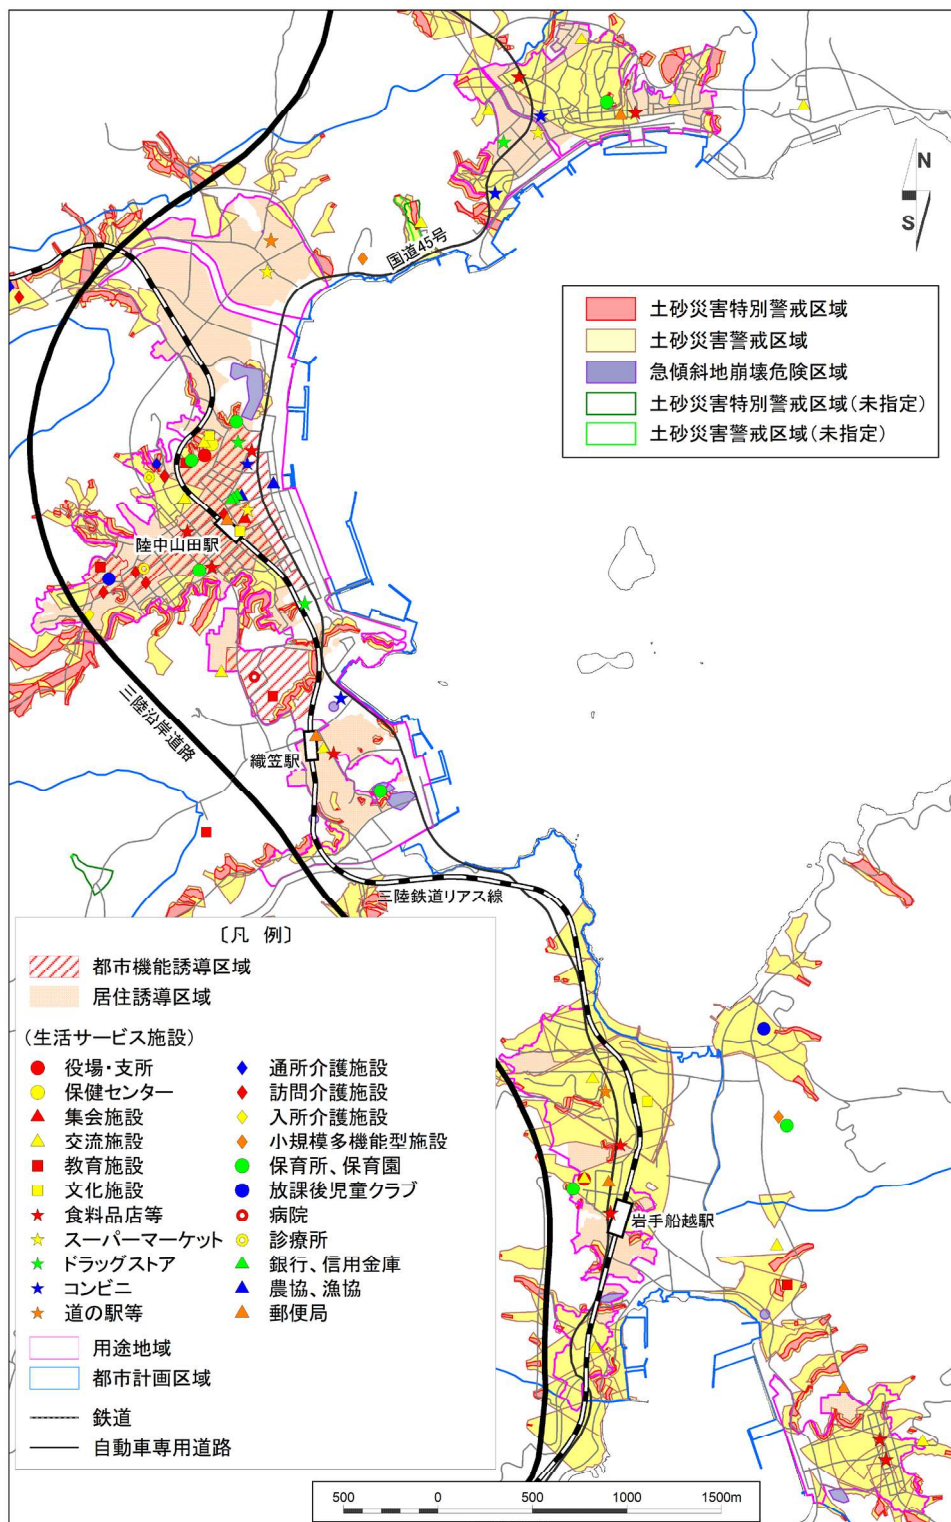 N
S
国道45号
土砂災害特別警戒区域
土砂災害警戒区域
急傾斜地崩壊危険区域
土砂災害特別警戒区域(未指定)
土砂災害警戒区域(未指定)
陸中山田駅
三陸沿岸道路
織笠駅
三陸鉄道リアス線
岩手船越駅
〔凡 例〕
都市機能誘導区域
居住誘導区域
(生活サービス施設)
役場・支所
保健センター
集会施設
交流施設
教育施設
文化施設
食料品店等
スーパーマーケット
ドラッグストア
コンビニ
道の駅等
通所介護施設
訪問介護施設
入所介護施設
小規模多機能型施設
保育所、保育園
放課後児童クラブ
病院
診療所
銀行、信用金庫
農協、漁協
郵便局
用途地域
都市計画区域
鉄道
自動車専用道路
500 0 500 1000 1500m